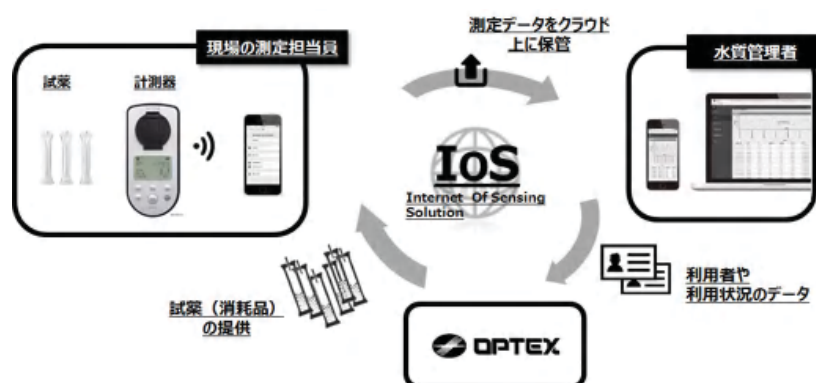 現場の測定担当員
試薬
計測器
測定データをクラウド
上に保管
水質管理者
IoS
Internet Of Sensing
Solution
利用者や
利用状況のデータ
試薬（消耗品）
の提供
OPTEX